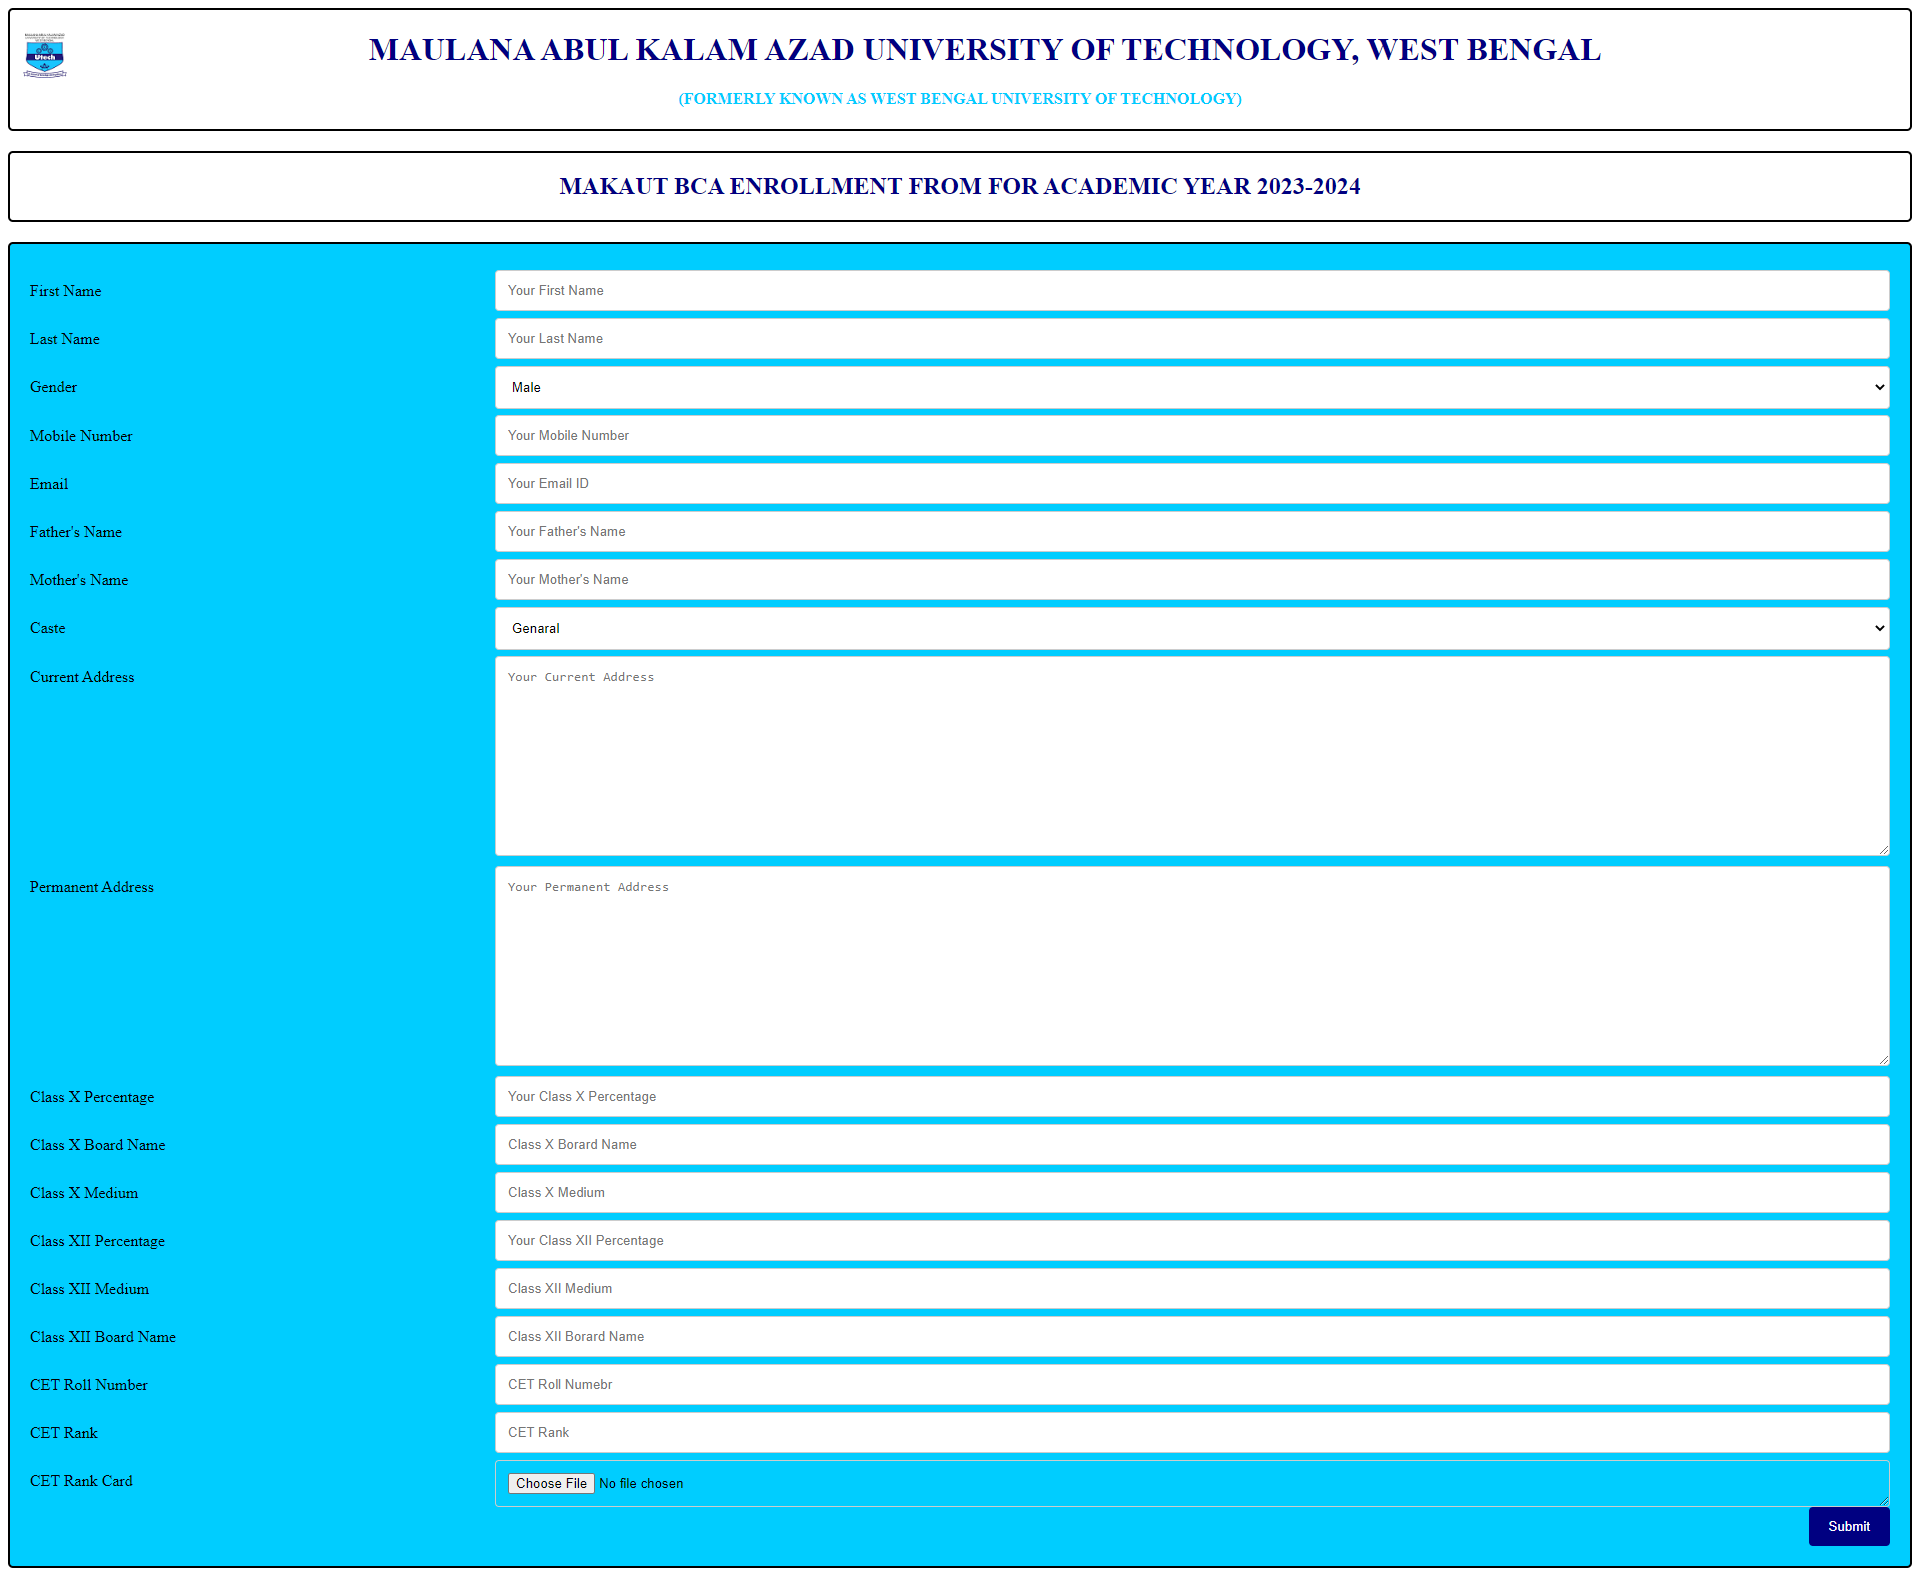 Utech
MAULANA ABUL KALAM AZAD UNIVERSITY OF TECHNOLOGY, WEST BENGAL
(FORMERLY KNOWN AS WEST BENGAL UNIVERSITY OF TECHNOLOGY)
MAKAUT BCA ENROLLMENT FROM FOR ACADEMIC YEAR 2023-2024
First Name Your First Name
Last Name Your Last Name
Gender Male
Mobile Number Your Mobile Number
Email Your Email ID
Father's Name Your Father's Name
Mother's Name Your Mother's Name
Caste Genaral
Current Address Your Current Address
Permanent Address Your Permanent Address
Class X Percentage Your Class X Percentage
Class X Board Name Class X Borard Name
Class X Medium Class X Medium
Class XII Percentage Your Class XII Percentage
Class XII Medium Class XII Medium
Class XII Board Name Class XII Borard Name
CET Roll Number CET Roll Numebr
CET Rank CET Rank
CET Rank Card Choose File No file chosen
Submit